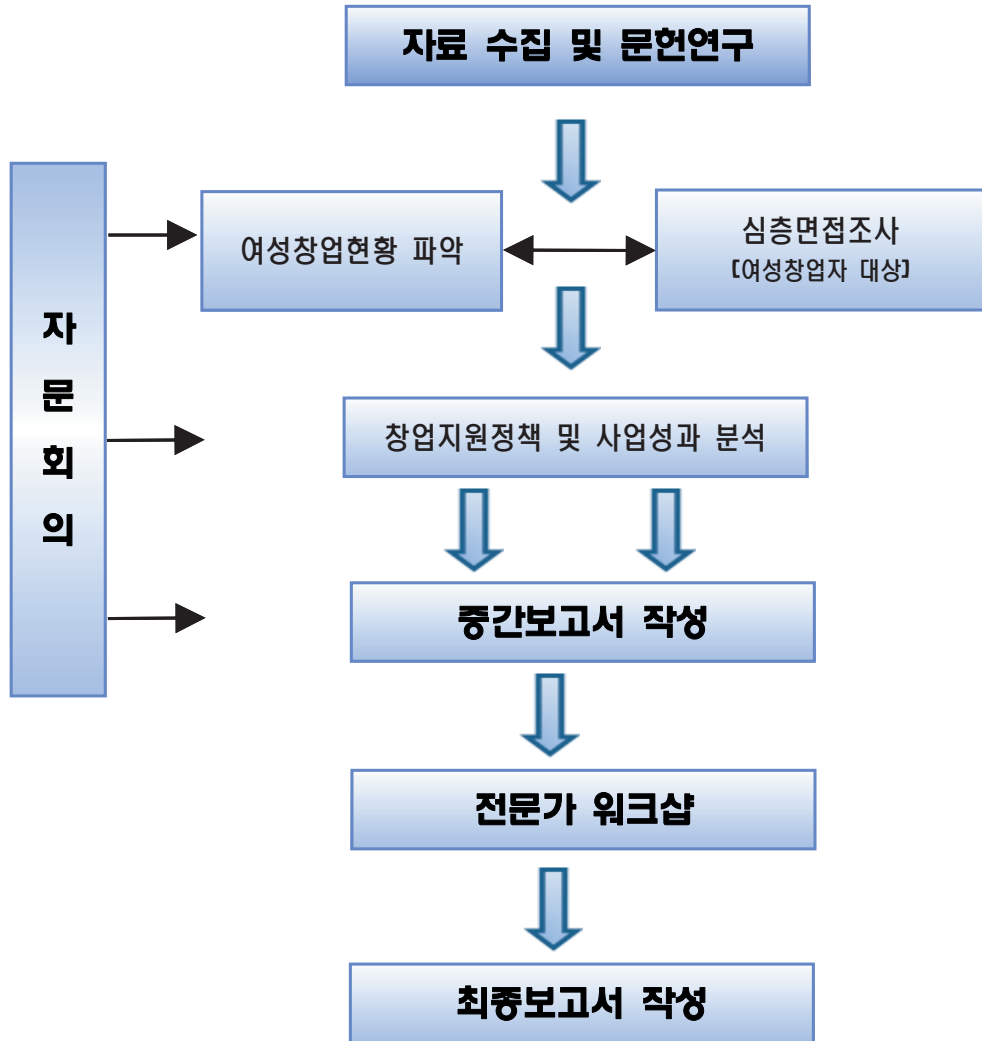 자료 수집 및 문헌연구
여성창업현황 파악
심층면접조사
[여성창업자 대상]
자
문
회
의
창업지원정책 및 사업성과 분석
중간보고서 작성
전문가 워크샵
최종보고서 작성